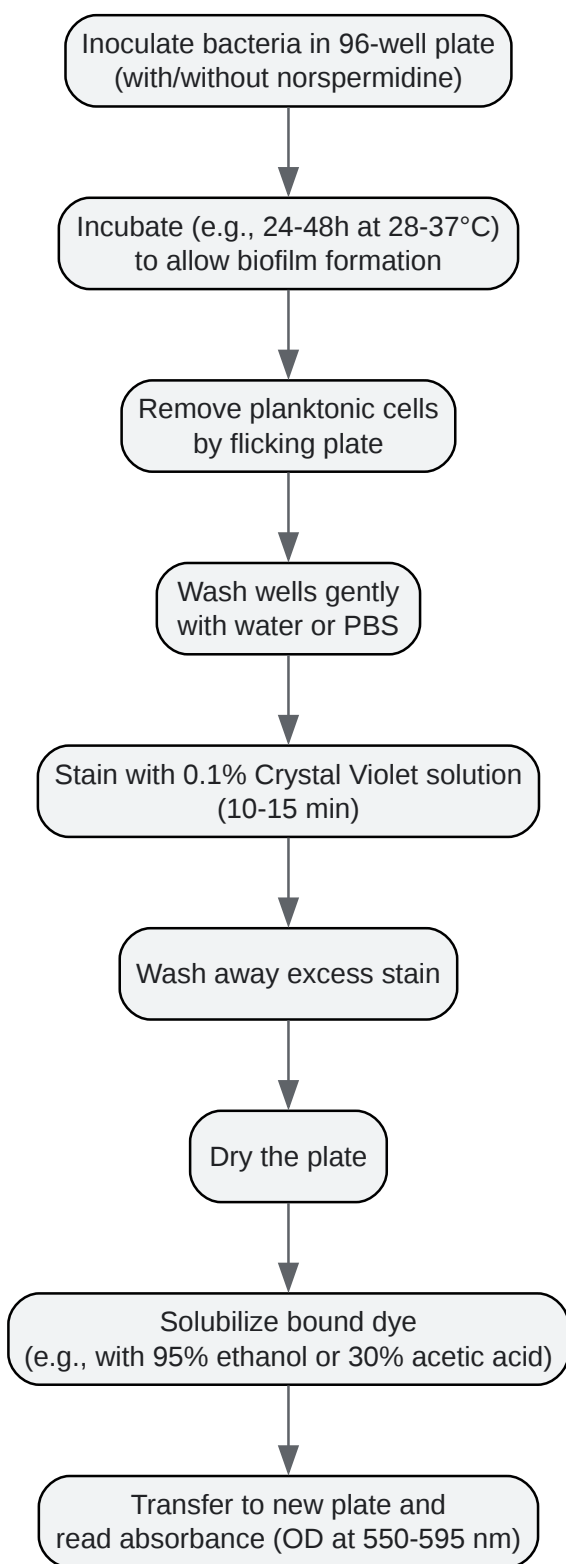 Inoculate bacteria in 96-well plate
(with/without norspermidine)
Incubate (e.g., 24-48h at 28-37°C)
to allow biofilm formation
Remove planktonic cells
by flicking plate
Wash wells gently
with water or PBS
Stain with 0.1% Crystal Violet solution
(10-15 min)
Wash away excess stain
Dry the plate
Solubilize bound dye
(e.g., with 95% ethanol or 30% acetic acid)
Transfer to new plate and
read absorbance (OD at 550-595 nm)